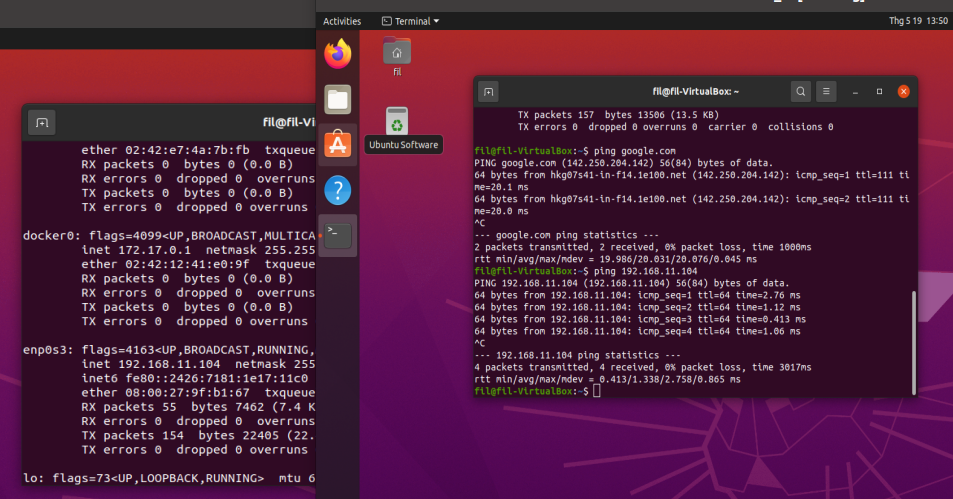 Activities
Terminal
Thg 5 19 13:50
fil
Ubuntu Software
fil@fil-Vi
ether 02:42:e7:4a:7b:fb txqueue
RX packets 0 bytes 0 (0.0 B)
RX errors 0 dropped 0 overruns
TX packets 0 bytes 0 (0.0 B)
TX errors 0 dropped 0 overruns
docker0: flags=4099<UP,BROADCAST,MULTICA
inet 172.17.0.1 netmask 255.255
ether 02:42:12:41:e0:9f txqueue
RX packets 0 bytes 0 (0.0 B)
RX errors 0 dropped 0 overruns
TX packets 0 bytes 0 (0.0 B)
TX errors 0 dropped 0 overruns
enp0s3: flags=4163<UP,BROADCAST,RUNNING,
inet 192.168.11.104 netmask 255
inet6 fe80::2426:7181:1e17:11c0
ether 08:00:27:9f:b1:67 txqueue
RX packets 55 bytes 7462 (7.4 K
RX errors 0 dropped 0 overruns
TX packets 154 bytes 22405 (22.
TX errors 0 dropped 0 overruns
lo: flags=73<UP,LOOPBACK,RUNNING> mtu 6
fil@fil-VirtualBox: ~
TX packets 157 bytes 13506 (13.5 KB)
TX errors 0 dropped 0 overruns 0 carrier 0 collisions 0
fil@fil-VirtualBox:~$ ping google.com
PING google.com (142.250.204.142) 56(84) bytes of data.
64 bytes from hkg07s41-in-f14.1e100.net (142.250.204.142): icmp_seq=1 ttl=111 ti
me=20.1 ms
64 bytes from hkg07s41-in-f14.1e100.net (142.250.204.142): icmp_seq=2 ttl=111 ti
me=20.0 ms
^C
--- google.com ping statistics ---
2 packets transmitted, 2 received, 0% packet loss, time 1000ms
rtt min/avg/max/mdev = 19.986/20.031/20.076/0.045 ms
fil@fil-VirtualBox:~$ ping 192.168.11.104
PING 192.168.11.104 (192.168.11.104) 56(84) bytes of data.
64 bytes from 192.168.11.104: icmp_seq=1 ttl=64 time=2.76 ms
64 bytes from 192.168.11.104: icmp_seq=2 ttl=64 time=1.12 ms
64 bytes from 192.168.11.104: icmp_seq=3 ttl=64 time=0.413 ms
64 bytes from 192.168.11.104: icmp_seq=4 ttl=64 time=1.06 ms
^C
--- 192.168.11.104 ping statistics ---
4 packets transmitted, 4 received, 0% packet loss, time 3017ms
rtt min/avg/max/mdev = 0.413/1.338/2.758/0.865 ms
fil@fil-VirtualBox:~$